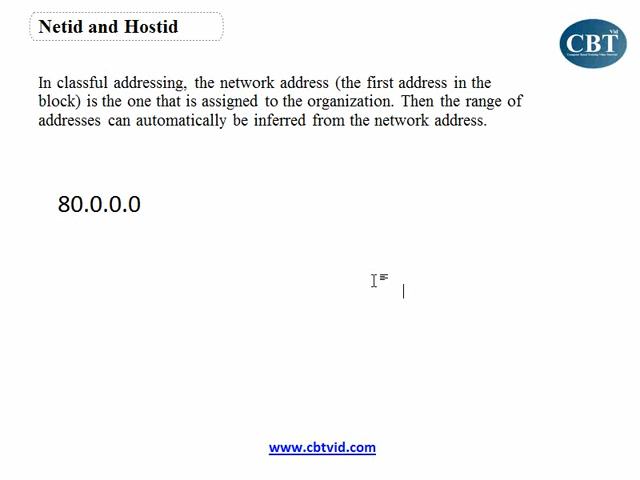 Netid and Hostid
Vid
CBT
In classful addressing, the network address (the first address in the
block) is the one that is assigned to the organization. Then the range of
addresses can automatically be inferred from the network address.
80.0.0.0
www.cbtvid.com